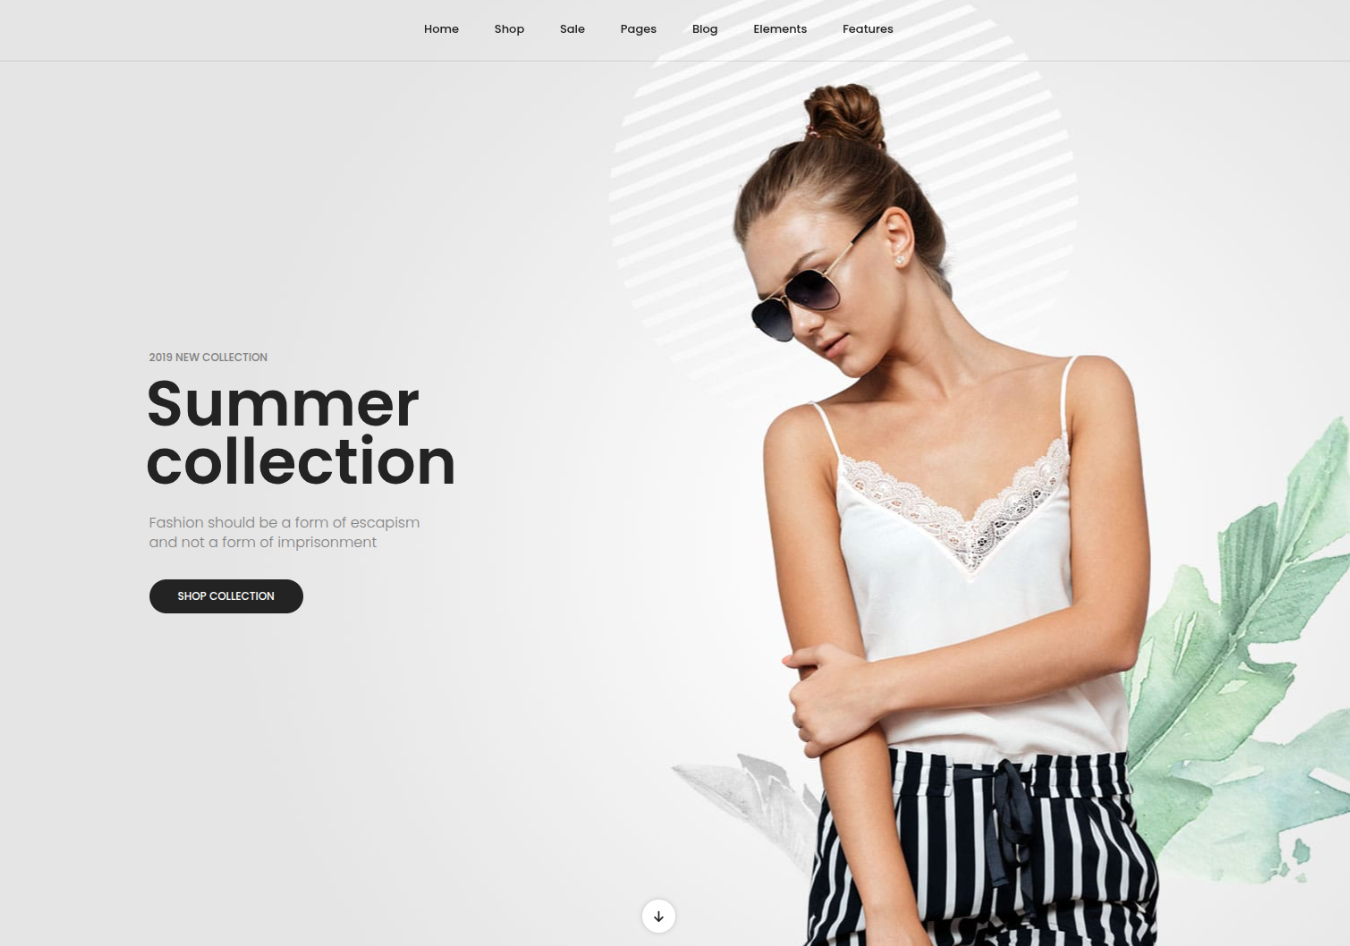 Home Shop Sale Pages Blog Elements Features
2019 NEW COLLECTION
Summer
collection
Fashion should be a form of escapism
and not a form of imprisonment
SHOP COLLECTION